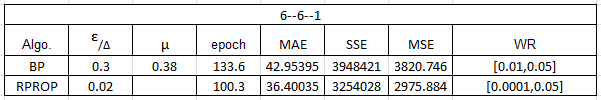 6--6--1
Algo. ε/Δ μ epoch MAE SSE MSE WR
BP 0.3 0.38 133.6 42.95395 3948421 3820.746 [0.01,0.05]
RPROP 0.02 100.3 36.40035 3254028 2975.884 [0.0001,0.05]